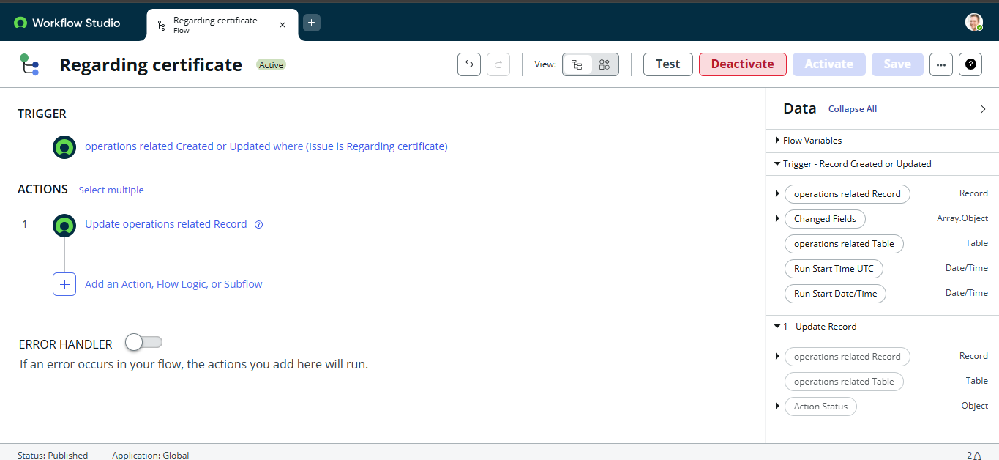 Workflow Studio
Regarding certificate
Flow
Regarding certificate Active
View:
Test Deactivate Activate Save
TRIGGER
operations related Created or Updated where (Issue is Regarding certificate)
ACTIONS Select multiple
1 Update operations related Record
Add an Action, Flow Logic, or Subflow
ERROR HANDLER
If an error occurs in your flow, the actions you add here will run.
Data Collapse All
Flow Variables
Trigger - Record Created or Updated
operations related Record Record
Changed Fields Array.Object
operations related Table Table
Run Start Time UTC Date/Time
Run Start Date/Time Date/Time
1 - Update Record
operations related Record Record
operations related Table Table
Action Status Object
Status: Published Application: Global 2